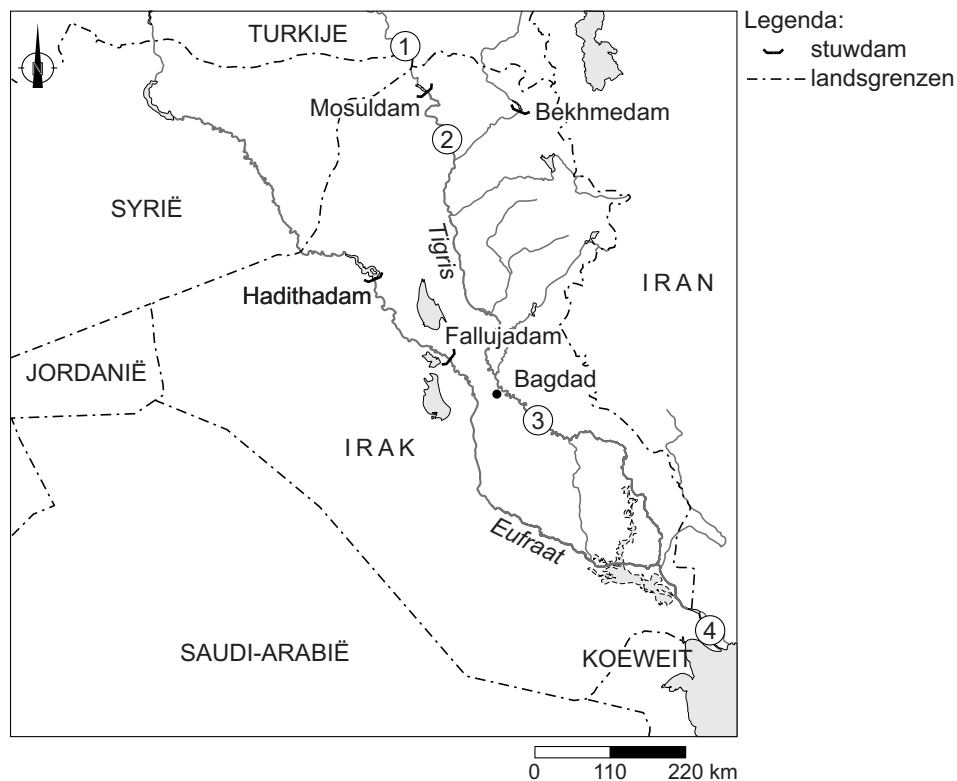 Legenda:
stuwdam
landsgrenzen
N
TURKIJE
1
Mosuldam
Bekhmedam
2
SYRIË
Tigris
IRAN
Hadithadam
Fallujadam
JORDANIË
Bagdad
3
IRAK
Eufraat
4
SAUDI-ARABIË
KOEWEIT
0 110 220 km